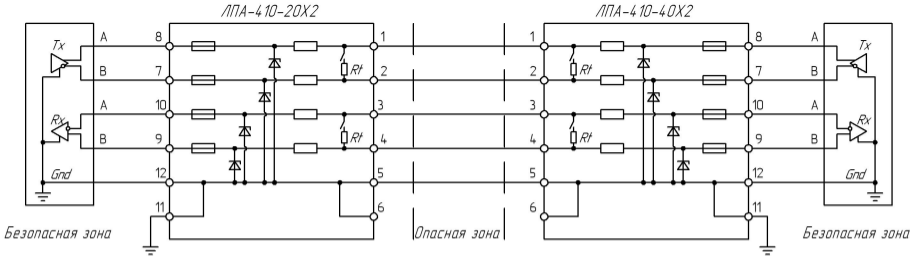 ЛПА-410-20Х2 ЛПА-410-40Х2
A 8 1 1 8 A
Tx Rt Rt Tx
B 7 2 2 7 B
A 10 3 3 10 A
Rx Rt Rt Rx
B 9 4 4 9 B
Gnd 12 5 5 12 Gnd
11 6 6 11
Безопасная зона Опасная зона Безопасная зона